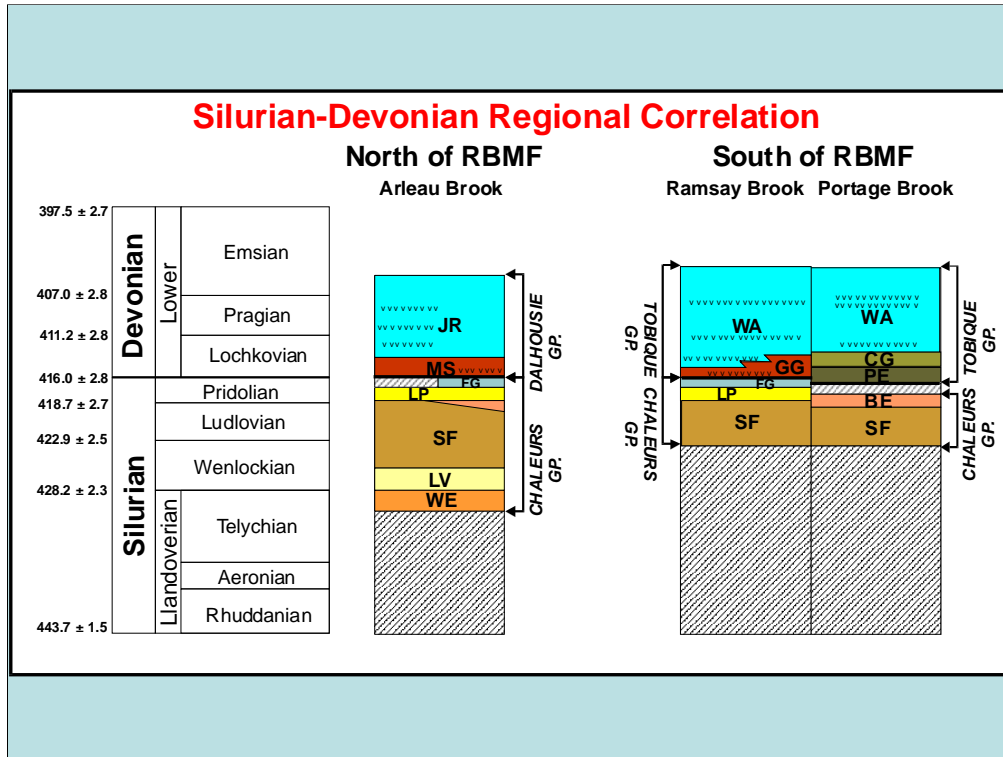 Silurian-Devonian Regional Correlation
North of RBMF
South of RBMF
Arleau Brook
Ramsay Brook
Portage Brook
397.5 ± 2.7
407.0 ± 2.8
411.2 ± 2.8
416.0 ± 2.8
418.7 ± 2.7
422.9 ± 2.5
428.2 ± 2.3
443.7 ± 1.5
Devonian
Lower
Emsian
Pragian
Lochkovian
Silurian
Pridolian
Ludlovian
Wenlockian
Llandoverian
Telychian
Aeronian
Rhuddanian
v v v v v v v
v v v v v v v
v v v v v v
JR
MS
v v v v v
FG
LP
SF
LV
WE
DALHOUSIE
GP.
CHALEURS
GP.
TOBIQUE
GP.
CHALEURS
GP.
v v v v v v v v v v v v v v
WA
v v v v v v v v v v v v v
v v v v v v
GG
v v v v v v v
FG
LP
SF
v v v v v v v v v v
v v v v v v v v v
WA
v v v v v v v v
CG
PE
BE
SF
TOBIQUE
GP.
CHALEURS
GP.